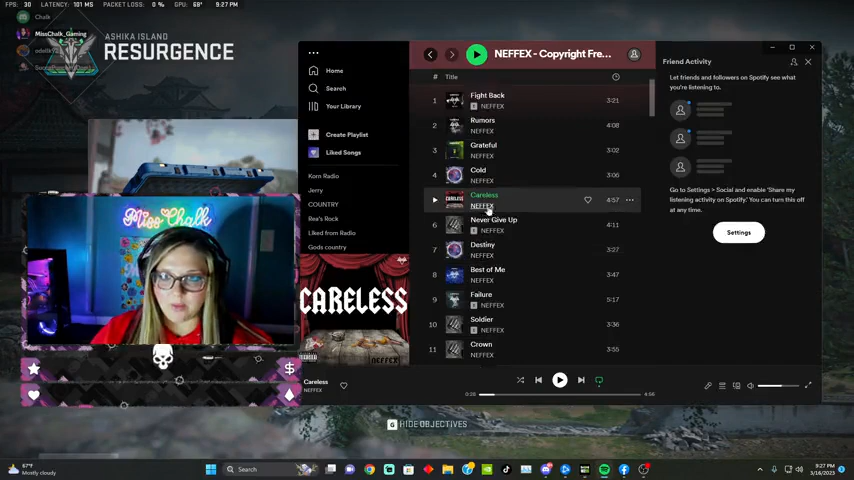 FPS: 30 LATENCY: 101 MS PACKET LOSS: 0 % GPU: 69° 9:27 PM
Chalk
MissChalk_Gaming
ASHIKA ISLAND
RESURGENCE
Miss Chalk
Home
Search
Your Library
Create Playlist
Liked Songs
Korn Radio
Jerry
COUNTRY
Rea's Rock
Liked from Radio
Gods country
CARELESS
NEFFEX
Careless
NEFFEX
NEFFEX - Copyright Fre...
# Title
1 Fight Back 3:21
E NEFFEX
2 Rumors 4:08
NEFFEX
3 Grateful 3:02
NEFFEX
4 Cold 3:06
NEFFEX
Careless 4:57
NEFFEX
6 Never Give Up 4:11
E NEFFEX
7 Destiny 3:27
NEFFEX
8 Best of Me 3:47
NEFFEX
9 Failure 5:17
E NEFFEX
10 Soldier 3:36
E NEFFEX
11 Crown 3:55
NEFFEX
0:28 4:06
Friend Activity
Let friends and followers on Spotify see what
you're listening to.
Go to Settings > Social and enable 'Share my
listening activity on Spotify.' You can turn this off
at any time.
Settings
G HIDE OBJECTIVES
67°F
Mostly cloudy
Search
9:27 PM
3/16/2023